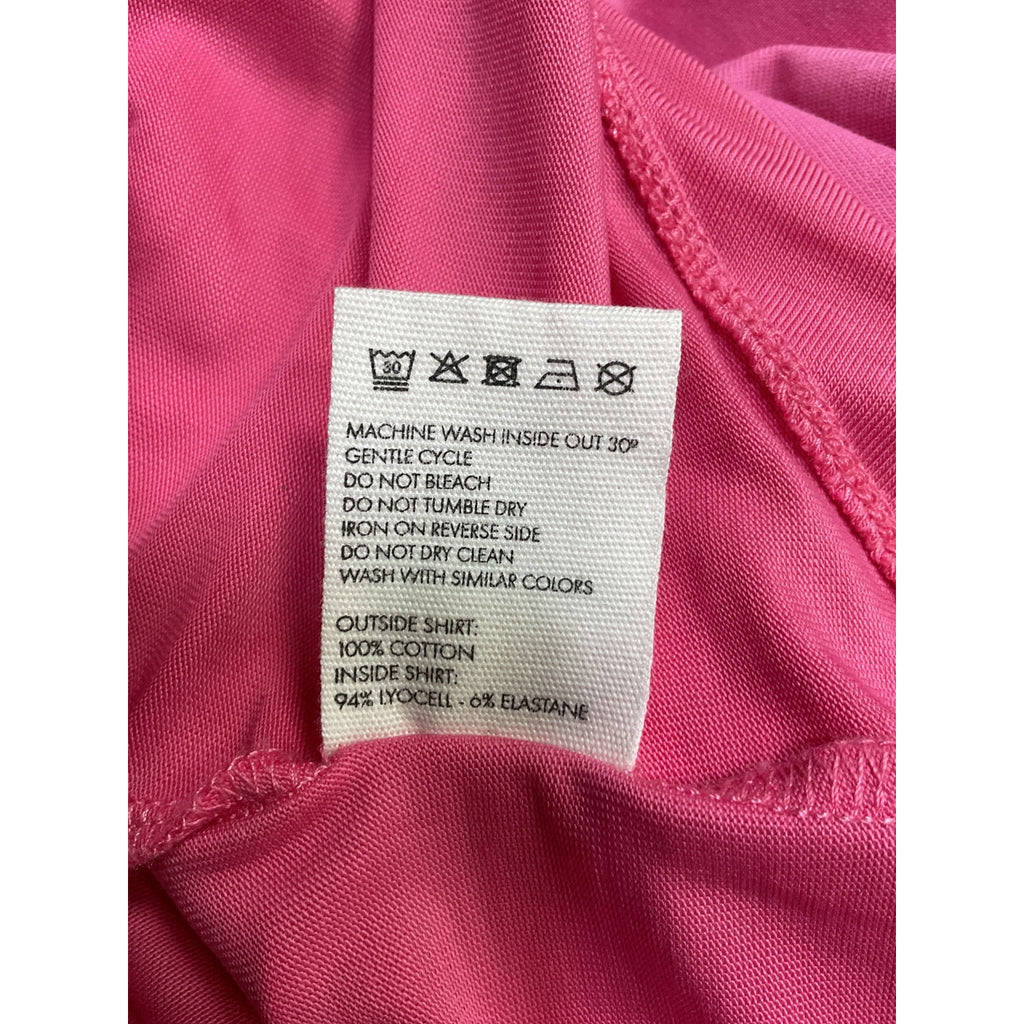 30
MACHINE WASH INSIDE OUT 30º
GENTLE CYCLE
DO NOT BLEACH
DO NOT TUMBLE DRY
IRON ON REVERSE SIDE
DO NOT DRY CLEAN
WASH WITH SIMILAR COLORS
OUTSIDE SHIRT:
100% COTTON
INSIDE SHIRT:
94% LYOCELL - 6% ELASTANE